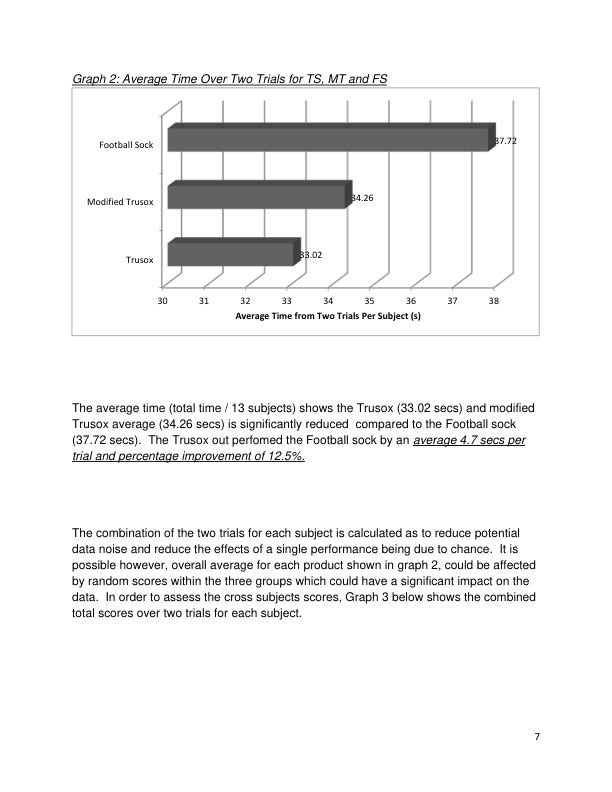 Graph 2: Average Time Over Two Trials for TS, MT and FS
Football Sock
37.72
Modified Trusox
34.26
Trusox
33.02
30 31 32 33 34 35 36 37 38
Average Time from Two Trials Per Subject (s)
The average time (total time / 13 subjects) shows the Trusox (33.02 secs) and modified
Trusox average (34.26 secs) is significantly reduced  compared to the Football sock
(37.72 secs).  The Trusox out perfomed the Football sock by an average 4.7 secs per
trial and percentage improvement of 12.5%.
The combination of the two trials for each subject is calculated as to reduce potential
data noise and reduce the effects of a single performance being due to chance.  It is
possible however, overall average for each product shown in graph 2, could be affected
by random scores within the three groups which could have a significant impact on the
data.  In order to assess the cross subjects scores, Graph 3 below shows the combined
total scores over two trials for each subject.
7